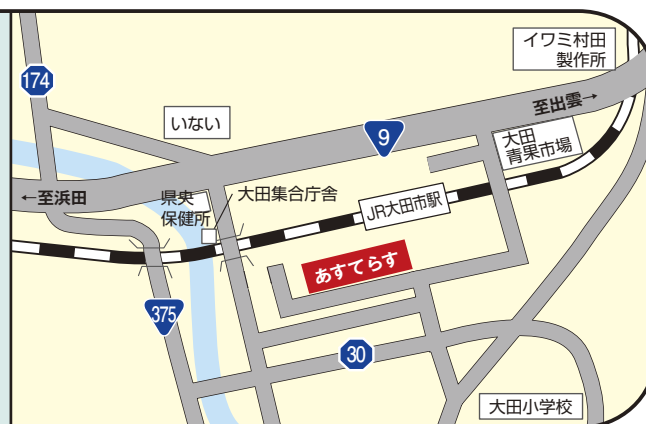 イワミ村田
製作所
174
いない
9
至出雲→
大田
青果市場
←至浜田
県央
保健所
大田集合庁舎
JR大田市駅
あすてらす
375
30
大田小学校